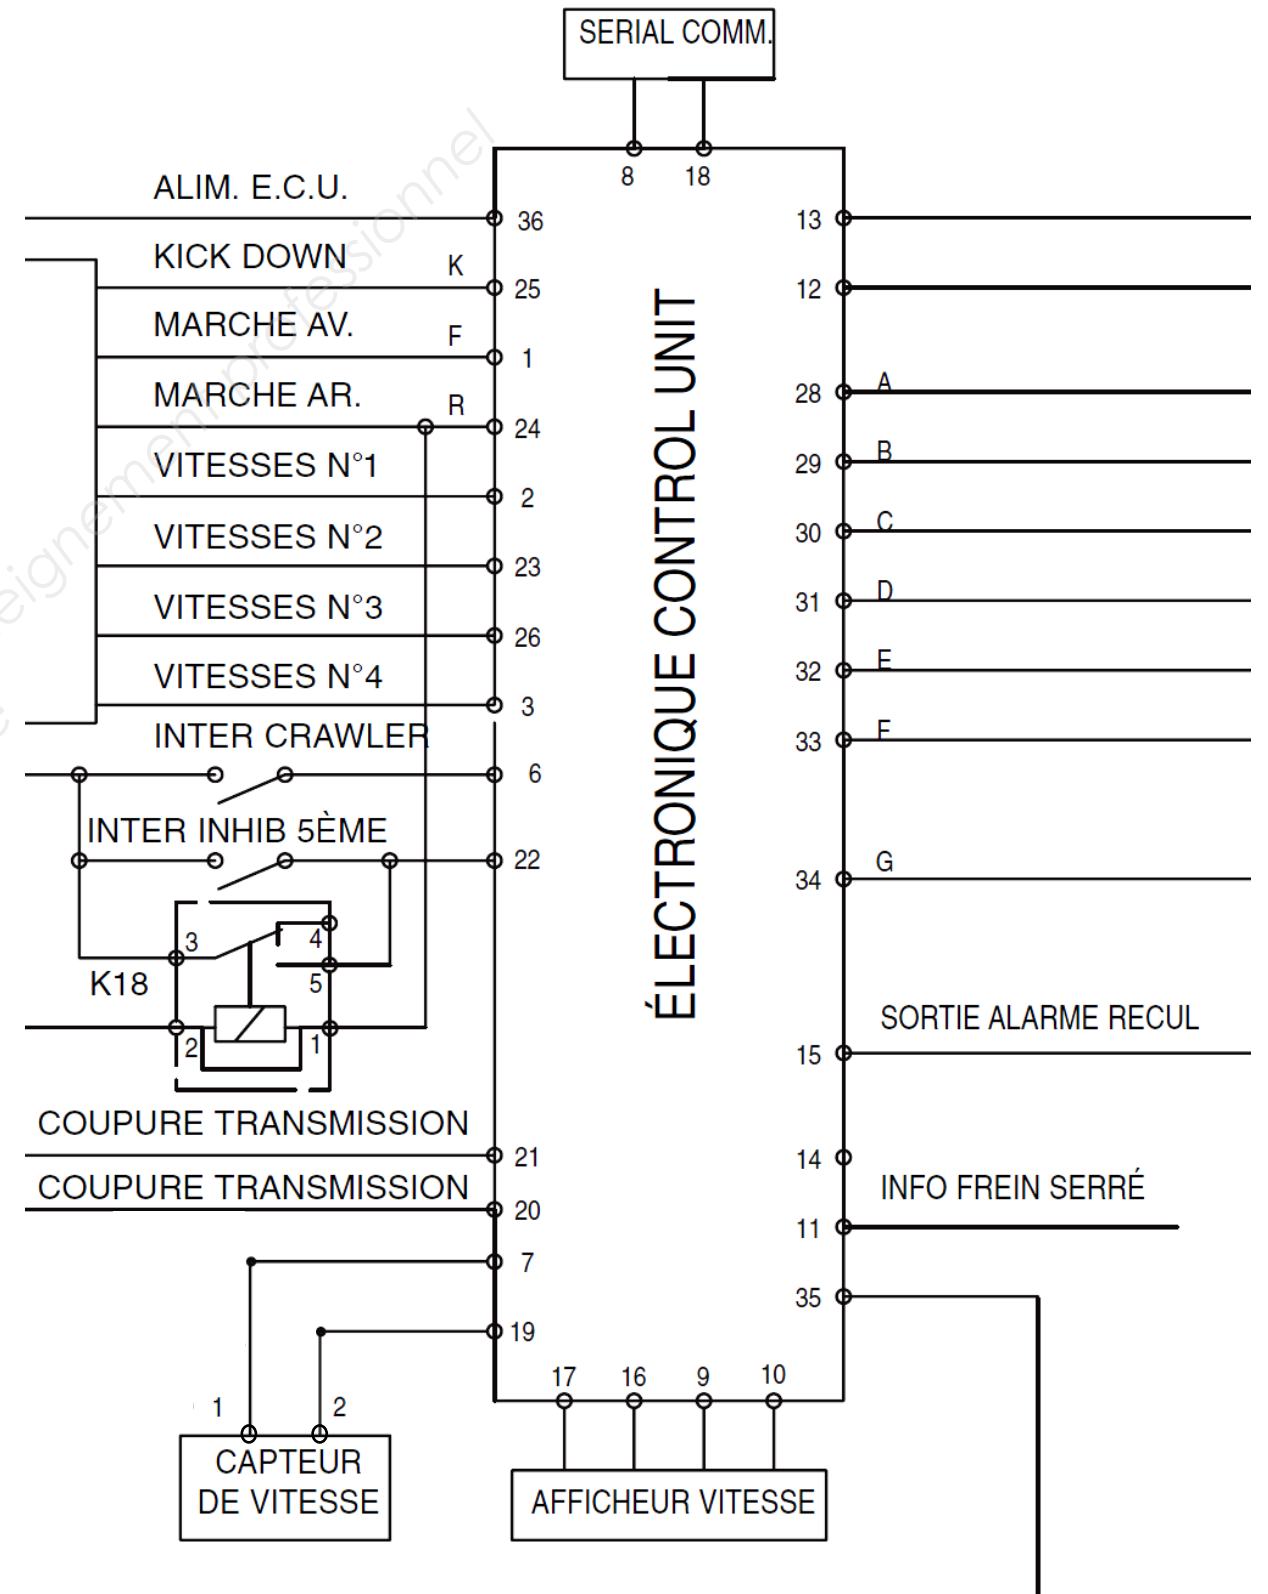 SERIAL COMM.
8 18
ALIM. E.C.U.
36
13
KICK DOWN K
25
12
MARCHE AV. F
1
MARCHE AR. R
24
28 A
VITESSES N°1
2
29 B
VITESSES N°2
23
30 C
VITESSES N°3
26
31 D
VITESSES N°4
3
32 E
INTER CRAWLER
6
33 F
INTER INHIB 5ÈME
22
34 G
3
4
K18
5
2
1
ÉLECTRONIQUE CONTROL UNIT
SORTIE ALARME RECUL
15
COUPURE TRANSMISSION
21
14
COUPURE TRANSMISSION
20
INFO FREIN SERRÉ
11
7
35
19
17 16 9 10
1 2
CAPTEUR
DE VITESSE
AFFICHEUR VITESSE
eignement professionnel